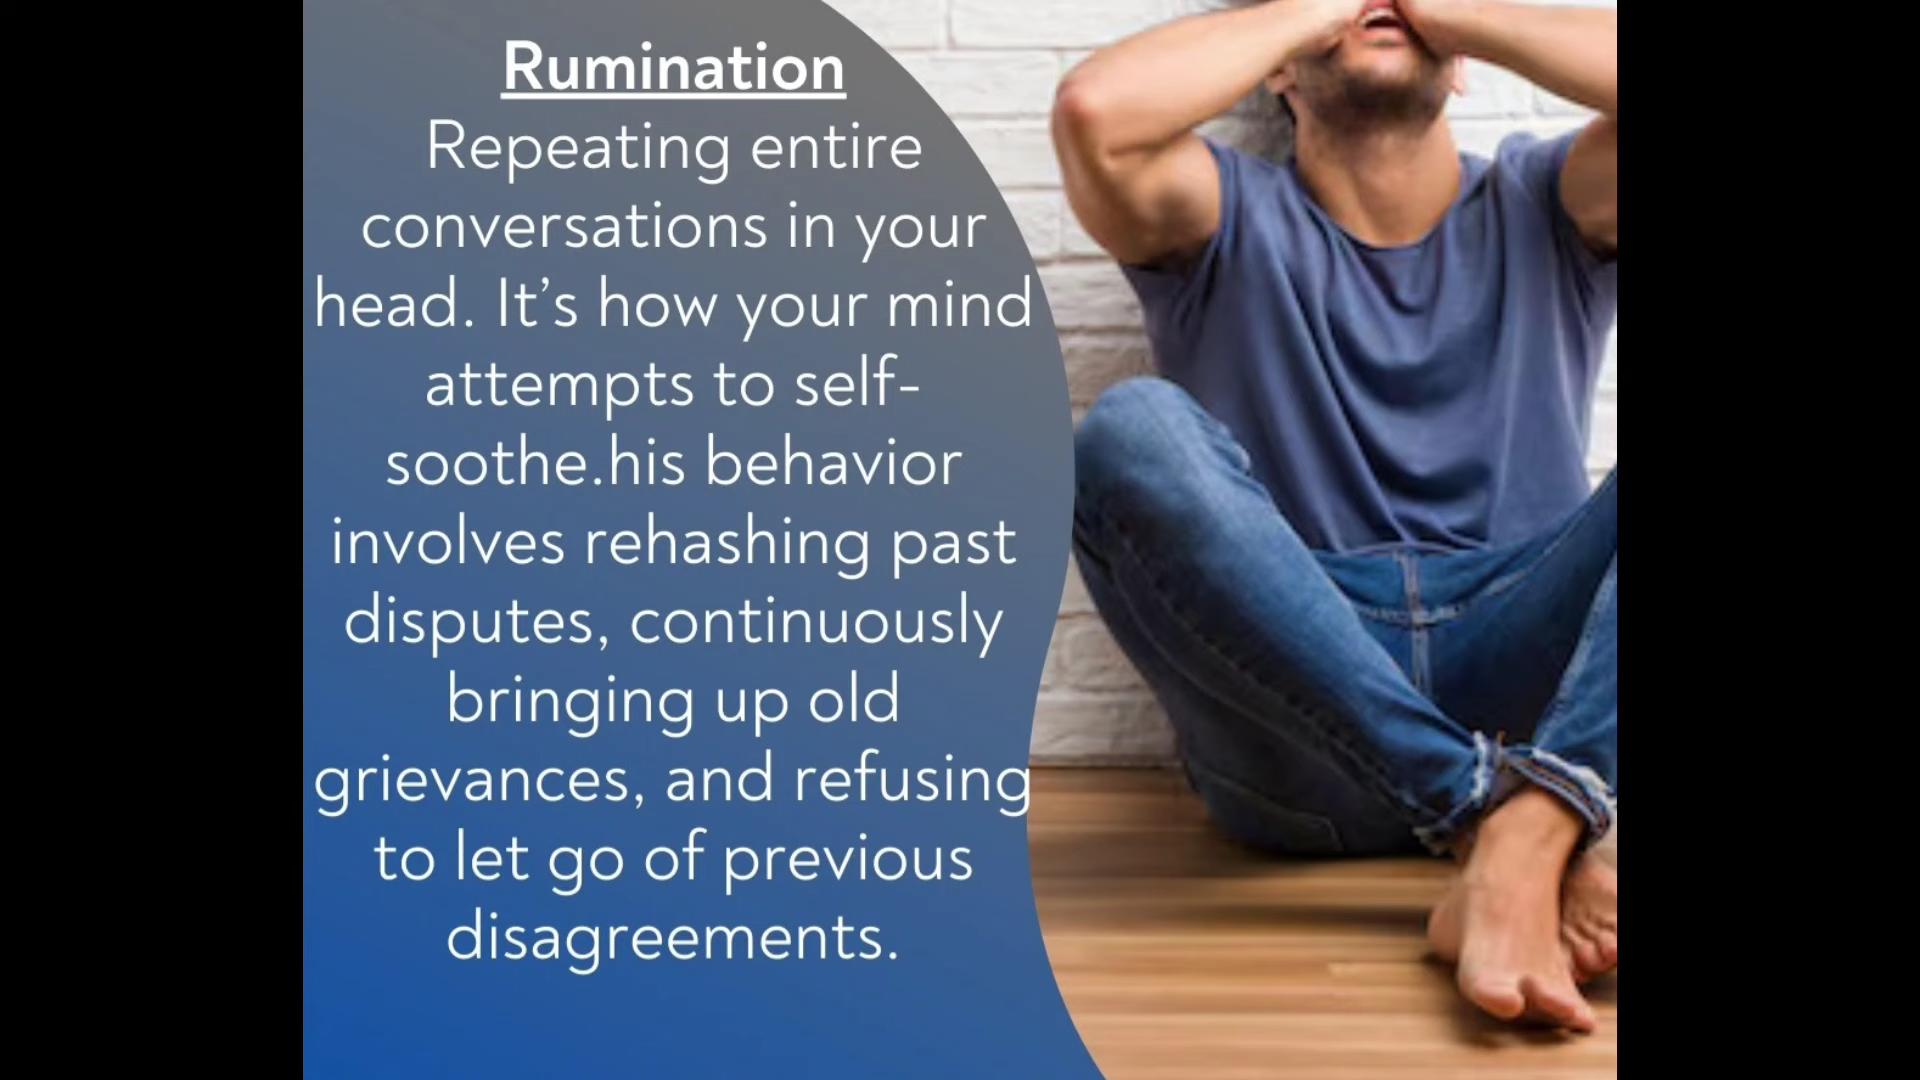 Rumination
Repeating entire
conversations in your
head. It’s how your mind
attempts to self-
soothe.his behavior
involves rehashing past
disputes, continuously
bringing up old
grievances, and refusing
to let go of previous
disagreements.